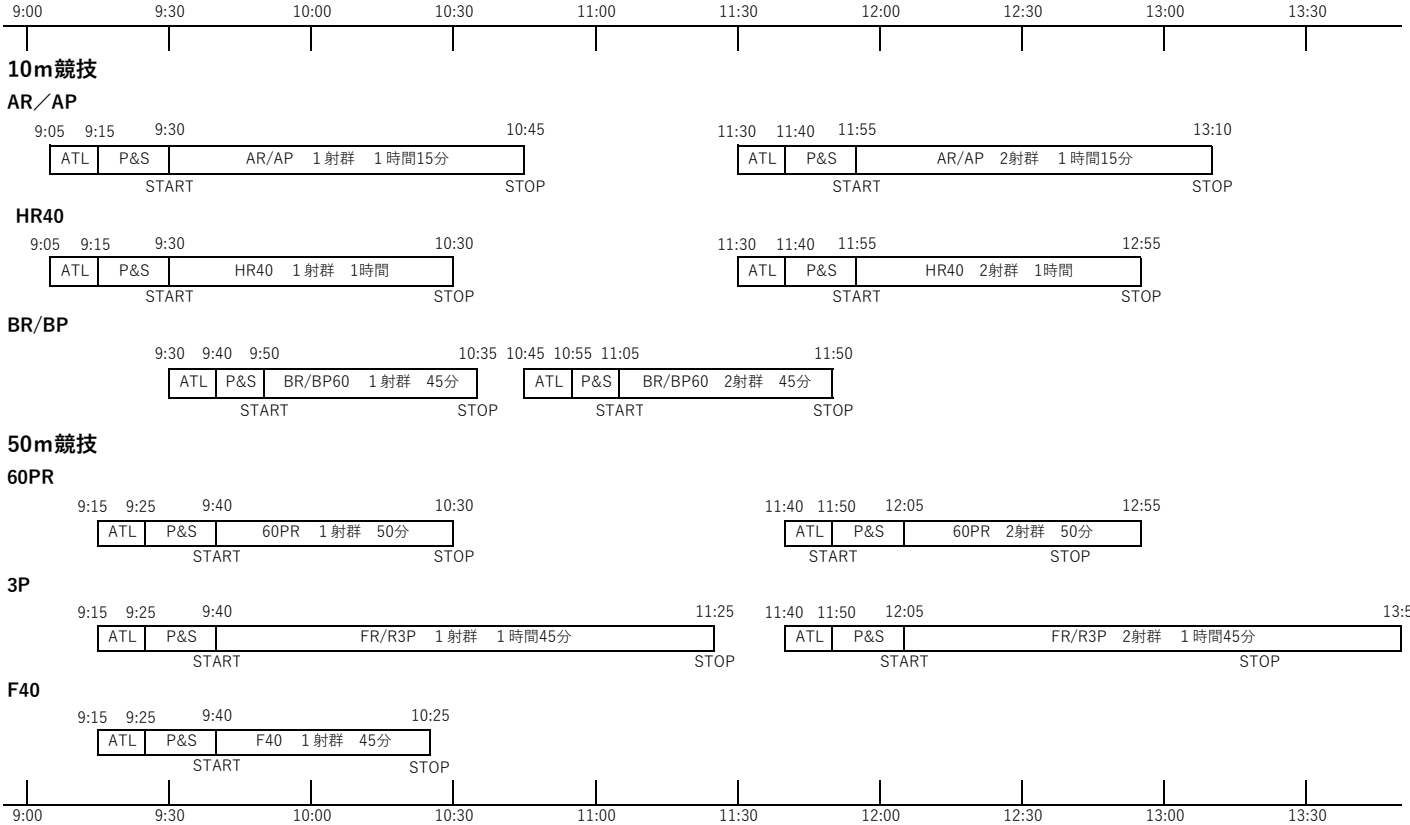 9:00 9:30 10:00 10:30 11:00 11:30 12:00 12:30 13:00 13:30
10m競技
AR／AP
9:05 9:15 9:30 10:45 11:30 11:40 11:55 13:10
ATL P&S AR/AP 1射群 1時間15分 ATL P&S AR/AP 2射群 1時間15分
START STOP START STOP
HR40
9:05 9:15 9:30 10:30 11:30 11:40 11:55 12:55
ATL P&S HR40 1射群 1時間 ATL P&S HR40 2射群 1時間
START STOP START STOP
BR/BP
9:30 9:40 9:50 10:35 10:45 10:55 11:05 11:50
ATL P&S BR/BP60 1射群 45分 ATL P&S BR/BP60 2射群 45分
START STOP START STOP
50m競技
60PR
9:15 9:25 9:40 10:30 11:40 11:50 12:05 12:55
ATL P&S 60PR 1射群 50分 ATL P&S 60PR 2射群 50分
START STOP START STOP
3P
9:15 9:25 9:40 11:25 11:40 11:50 12:05 13:5
ATL P&S FR/R3P 1射群 1時間45分 ATL P&S FR/R3P 2射群 1時間45分
START STOP START STOP
F40
9:15 9:25 9:40 10:25
ATL P&S F40 1射群 45分
START STOP
9:00 9:30 10:00 10:30 11:00 11:30 12:00 12:30 13:00 13:30